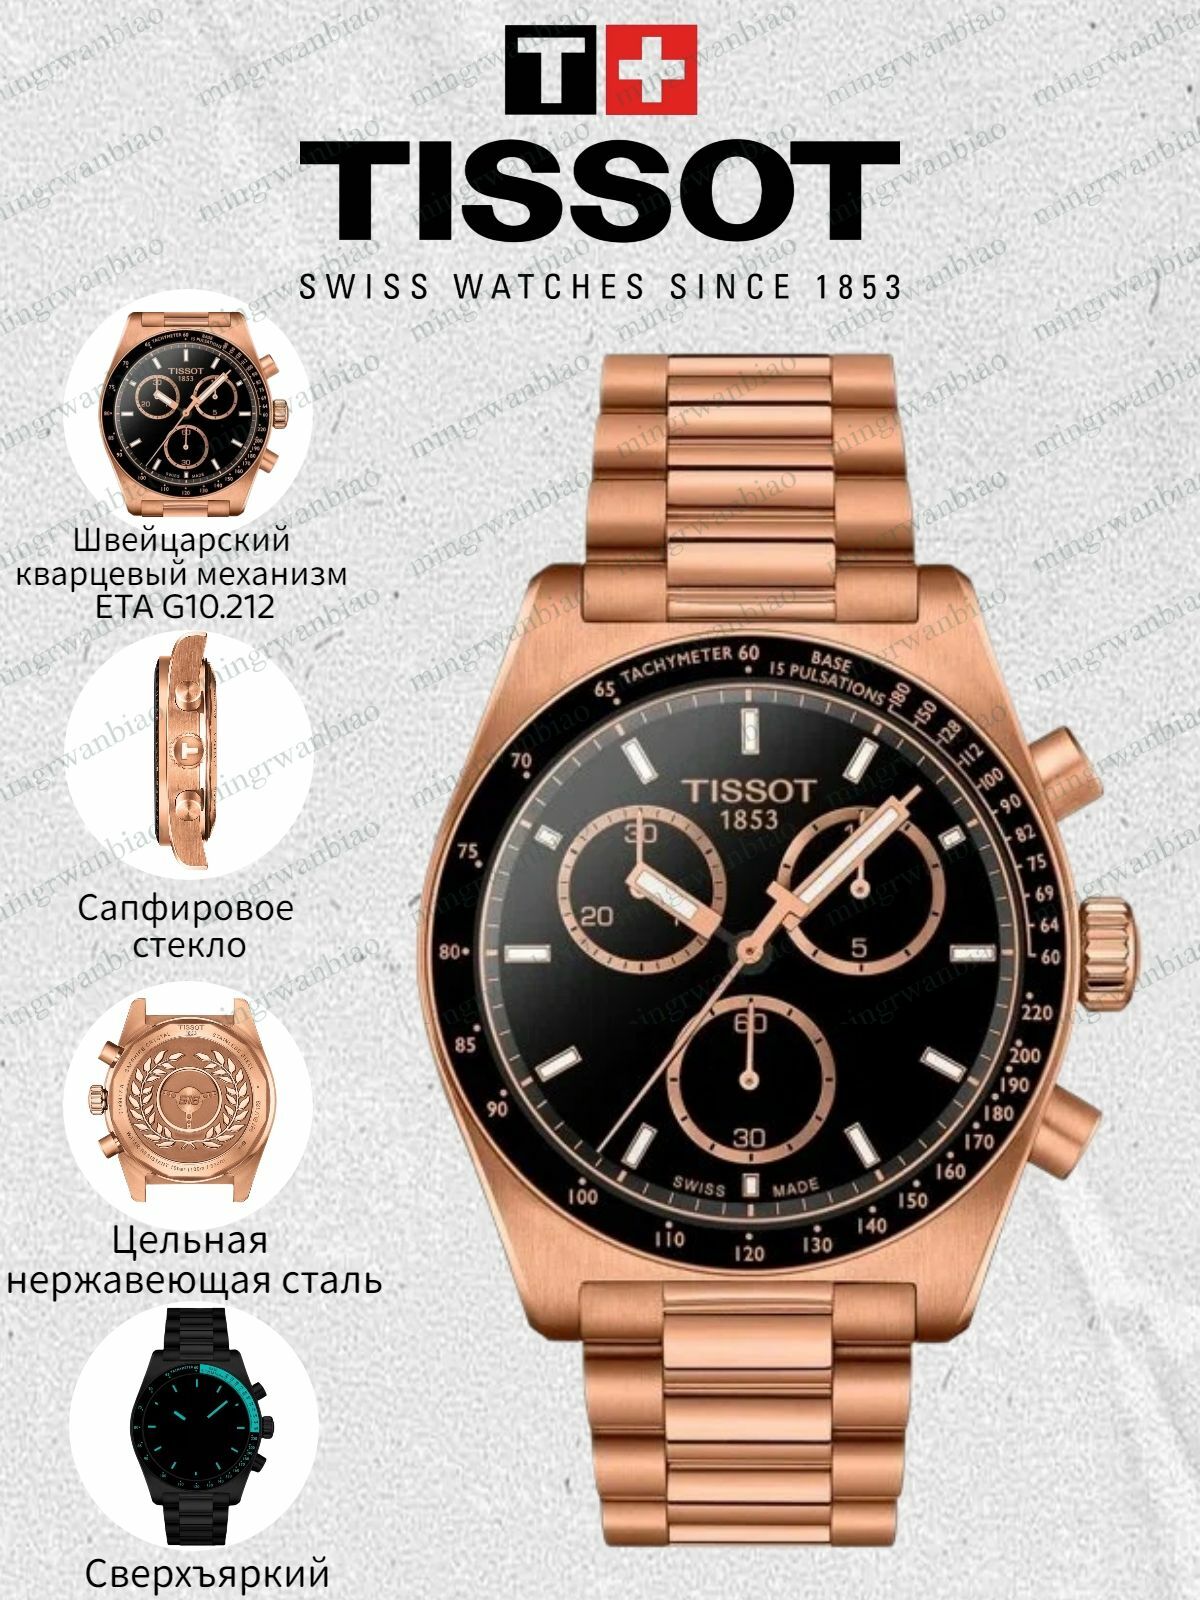 T+
TISSOT
SWISS WATCHES SINCE 1853
Швейцарский
кварцевый механизм
ETA G10.212
Сапфировое
стекло
Цельная
нержавеющая сталь
Сверхъяркий
TACHYMETER 60
BASE
15 PULSATIONS
180
150
128
112
100
90
82
75
69
64
60
220
200
190
180
170
160
150
140
130
120
110
100
90
85
80
75
70
65
TISSOT
1853
30
20
5
60
30
SWISS MADE
mingrwanbiao